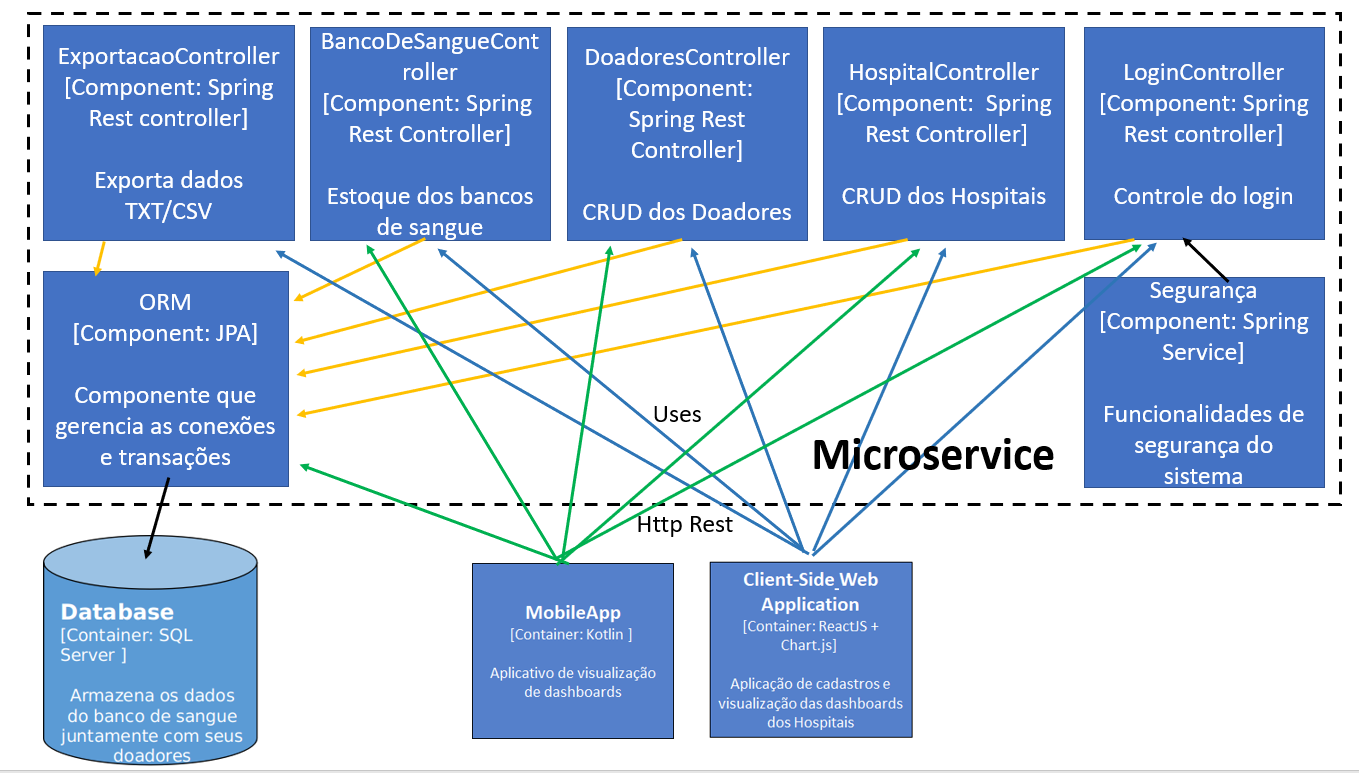 ExportacaoController
[Component: Spring
Rest controller]
Exporta dados
TXT/CSV
BancoDeSangueCont
roller
[Component: Spring
Rest Controller]
Estoque dos bancos
de sangue
DoadoresController
[Component:
Spring Rest
Controller]
CRUD dos Doadores
HospitalController
[Component:  Spring
Rest Controller]
CRUD dos Hospitais
LoginController
[Component: Spring
Rest controller]
Controle do login
ORM
[Component: JPA]
Componente que
gerencia as conexões
e transações
Segurança
[Component: Spring
Service]
Funcionalidades de
segurança do
sistema
Uses
Microservice
Http Rest
Database
[Container: SQL
Server ]
Armazena os dados
do banco de sangue
juntamente com seus
doadores
MobileApp
[Container: Kotlin ]
Aplicativo de visualização
de dashboards
Client-Side Web
Application
[Container: ReactJS +
Chart.js]
Aplicação de cadastros e
visualização das dashboards
dos Hospitais